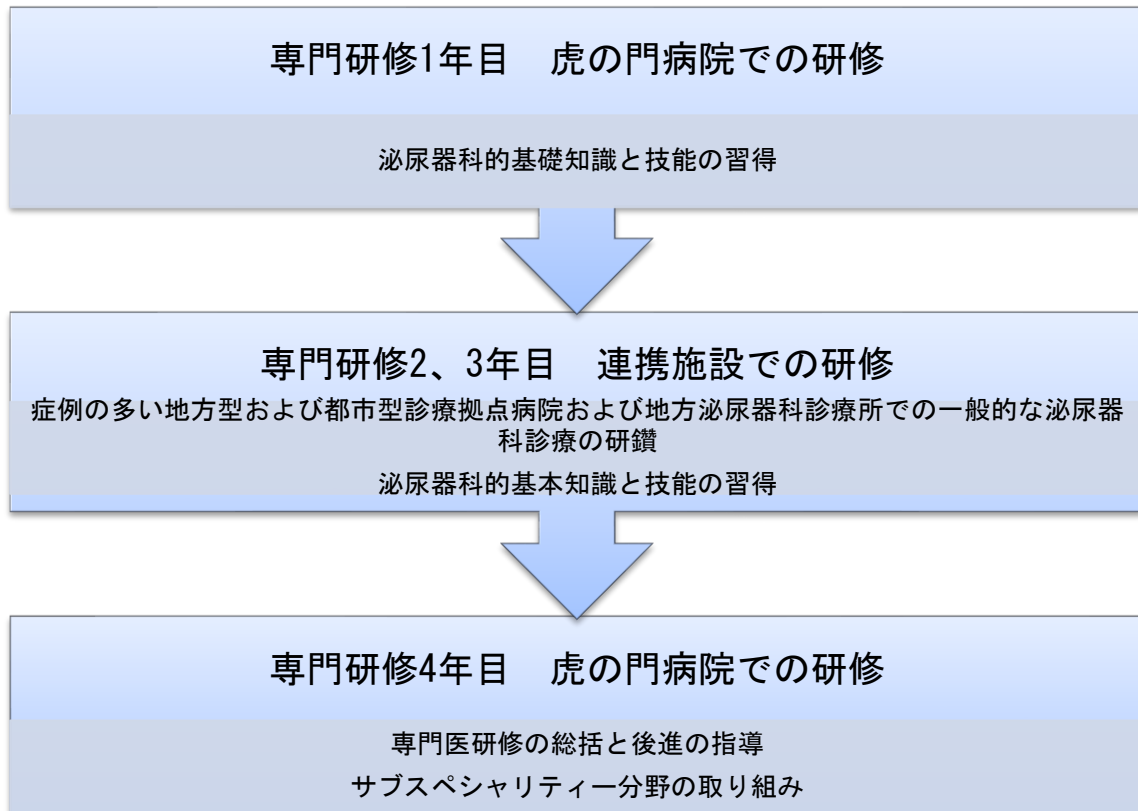 専門研修1年目　虎の門病院での研修
泌尿器科的基礎知識と技能の習得
専門研修2、3年目　連携施設での研修
症例の多い地方型および都市型診療拠点病院および地方泌尿器科診療所での一般的な泌尿器
科診療の研鑽
泌尿器科的基本知識と技能の習得
専門研修4年目　虎の門病院での研修
専門医研修の総括と後進の指導
サブスペシャリティー分野の取り組み